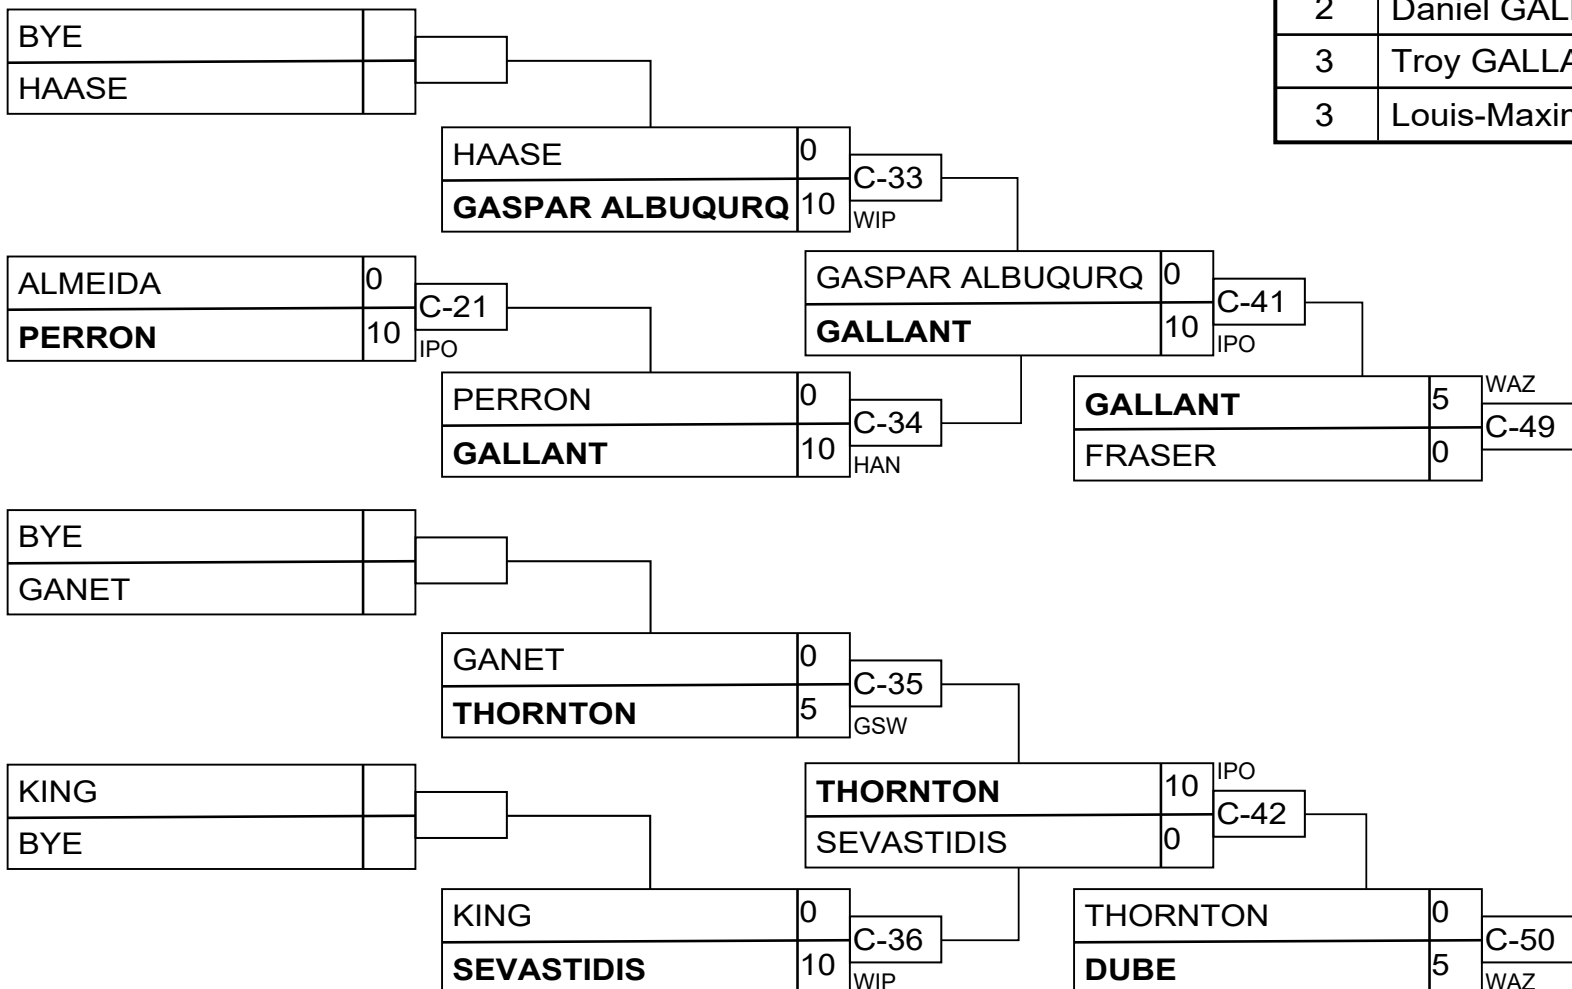 2 Daniel GALL
3 Troy GALLA
3 Louis-Maxin
BYE
HAASE
HAASE 0
C-33
GASPAR ALBUQURQ 10
WIP
ALMEIDA 0
C-21
PERRON 10
IPO
GASPAR ALBUQURQ 0
C-41
GALLANT 10
IPO
PERRON 0
C-34
GALLANT 10
HAN
GALLANT 5
WAZ
C-49
FRASER 0
BYE
GANET
GANET 0
C-35
THORNTON 5
GSW
KING
BYE
THORNTON 10
IPO
C-42
SEVASTIDIS 0
KING 0
C-36
SEVASTIDIS 10
WIP
THORNTON 0
C-50
DUBE 5
WAZ